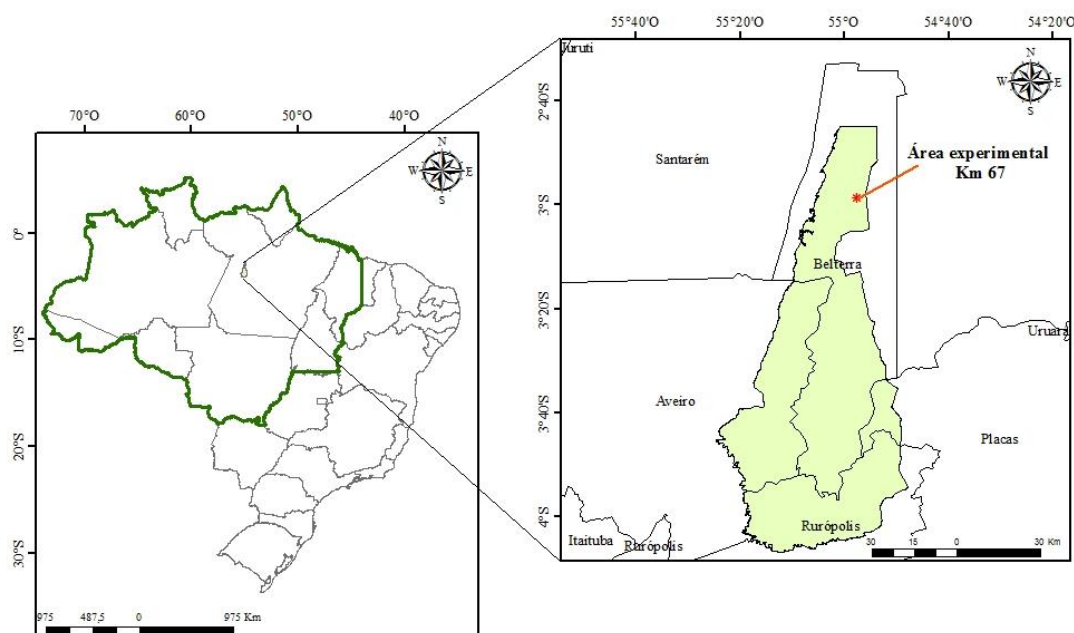 70°O 60°O 50°O 40°O
N
W E
S
0°
10°S
20°S
30°S
975 487,5 0 975 Km
55°40'O 55°20'O 55°O 54°40'O 54°20'O
Juruti
N
W E
S
2°40'S
Santarém
Área experimental
Km 67
3°S
Belterra
3°20'S
Uruará
Aveiro
3°40'S
Placas
4°S
Rurópolis
Itaituba
Rurópolis
30 15 0 30 Km